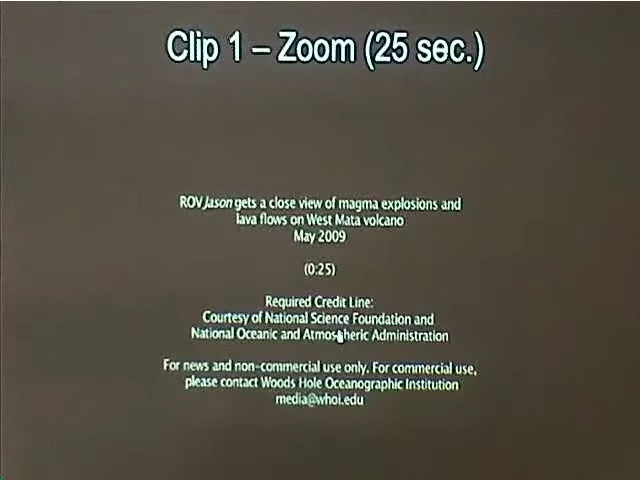 Clip 1 – Zoom (25 sec.)
ROV Jason gets a close view of magma explosions and
lava flows on West Mata volcano
May 2009
(0:25)
Required Credit Line:
Courtesy of National Science Foundation and
National Oceanic and Atmospheric Administration
For news and non-commercial use only. For commercial use,
please contact Woods Hole Oceanographic Institution
media@whoi.edu